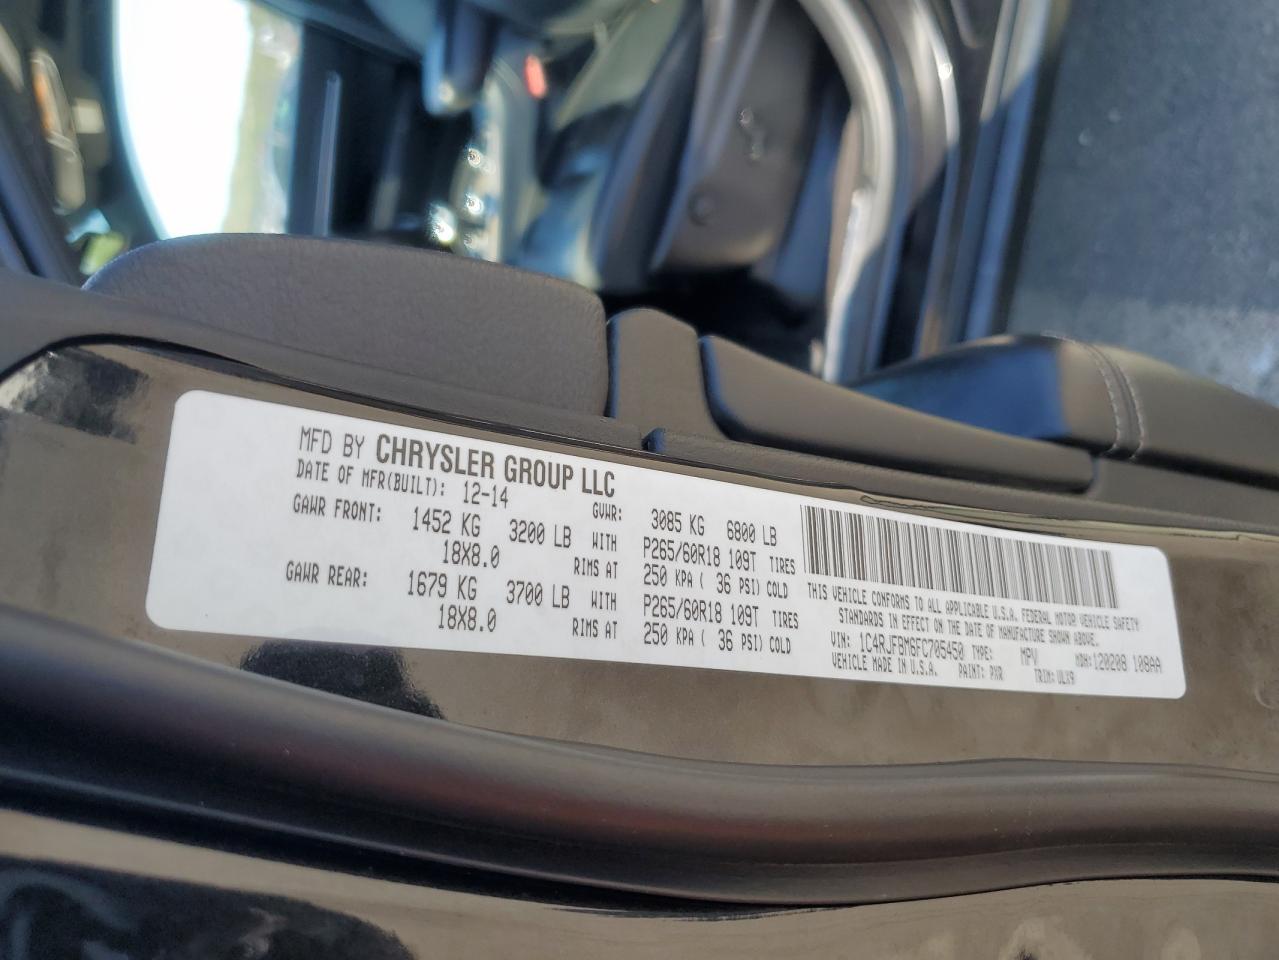 MFD BY CHRYSLER GROUP LLC
DATE OF MFR(BUILT): 12-14 GVWR: 3085 KG 6800 LB
GAWR FRONT: 1452 KG 3200 LB WITH P265/60R18 109T TIRES
18X8.0 RIMS AT 250 KPA ( 36 PSI) COLD
GAWR REAR: 1679 KG 3700 LB WITH P265/60R18 109T TIRES
18X8.0 RIMS AT 250 KPA ( 36 PSI) COLD
THIS VEHICLE CONFORMS TO ALL APPLICABLE U.S.A. FEDERAL MOTOR VEHICLE SAFETY
STANDARDS IN EFFECT ON THE DATE OF MANUFACTURE SHOWN ABOVE.
VIN: 1C4RJFBM6FC705450 TYPE: MPV MDH:120208 108AA
VEHICLE MADE IN U.S.A. PAINT: PXR TRIM: ULX9